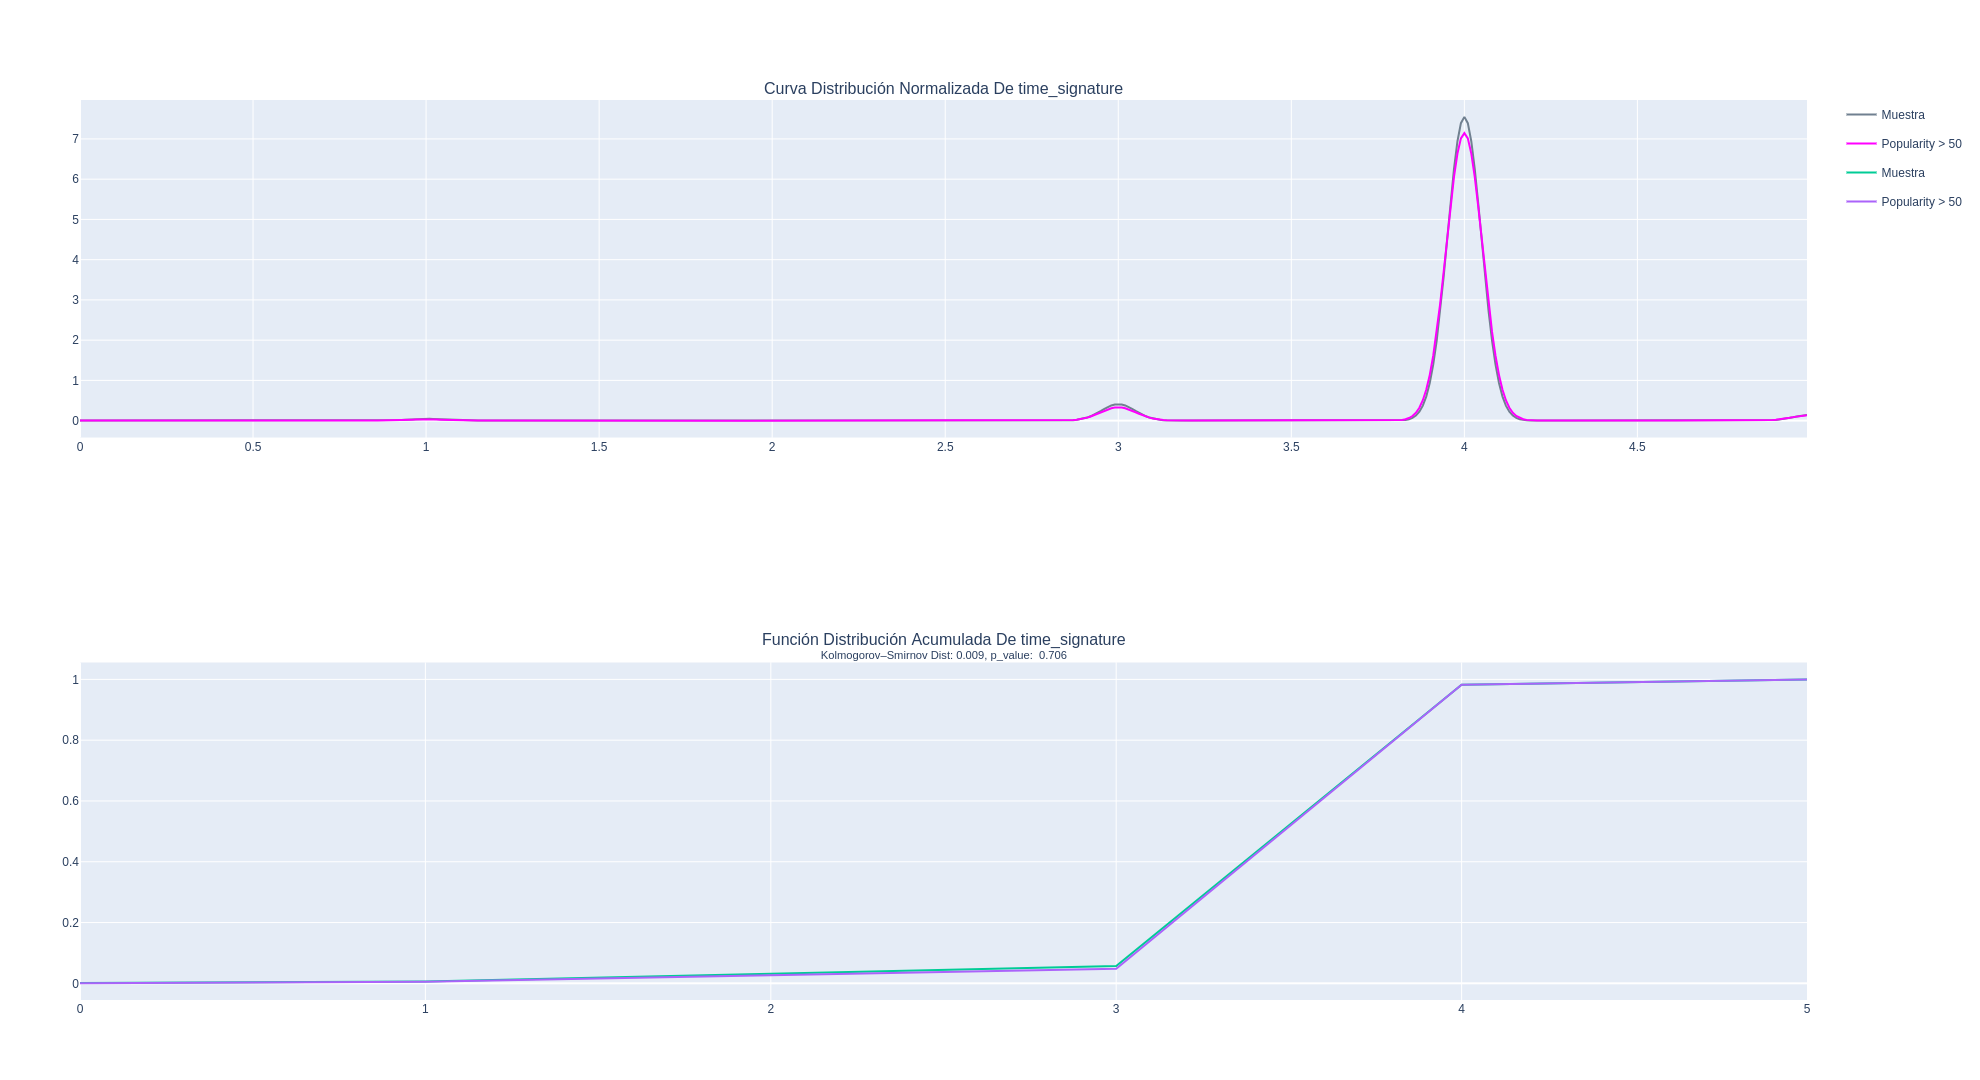 Curva Distribución Normalizada De time_signature
7
6
5
4
3
2
1
0
0 0.5 1 1.5 2 2.5 3 3.5 4 4.5
Muestra
Popularity > 50
Muestra
Popularity > 50
Función Distribución Acumulada De time_signature
Kolmogorov–Smirnov Dist: 0.009, p_value:  0.706
1
0.8
0.6
0.4
0.2
0
0 1 2 3 4 5